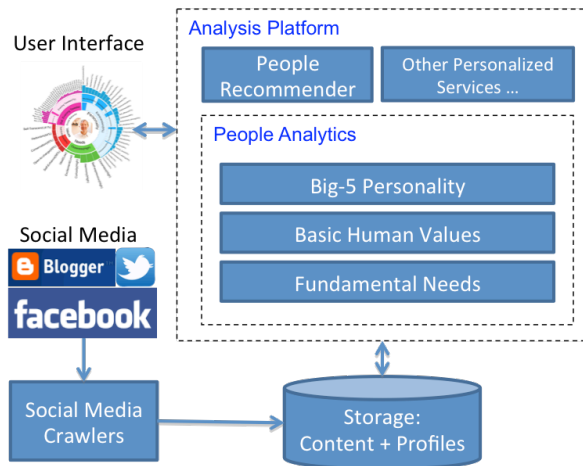 User Interface
Analysis Platform
People
Recommender
Other Personalized
Services ...
People Analytics
Big-5 Personality
Basic Human Values
Fundamental Needs
Social Media
Blogger
facebook
Social Media
Crawlers
Storage:
Content + Profiles